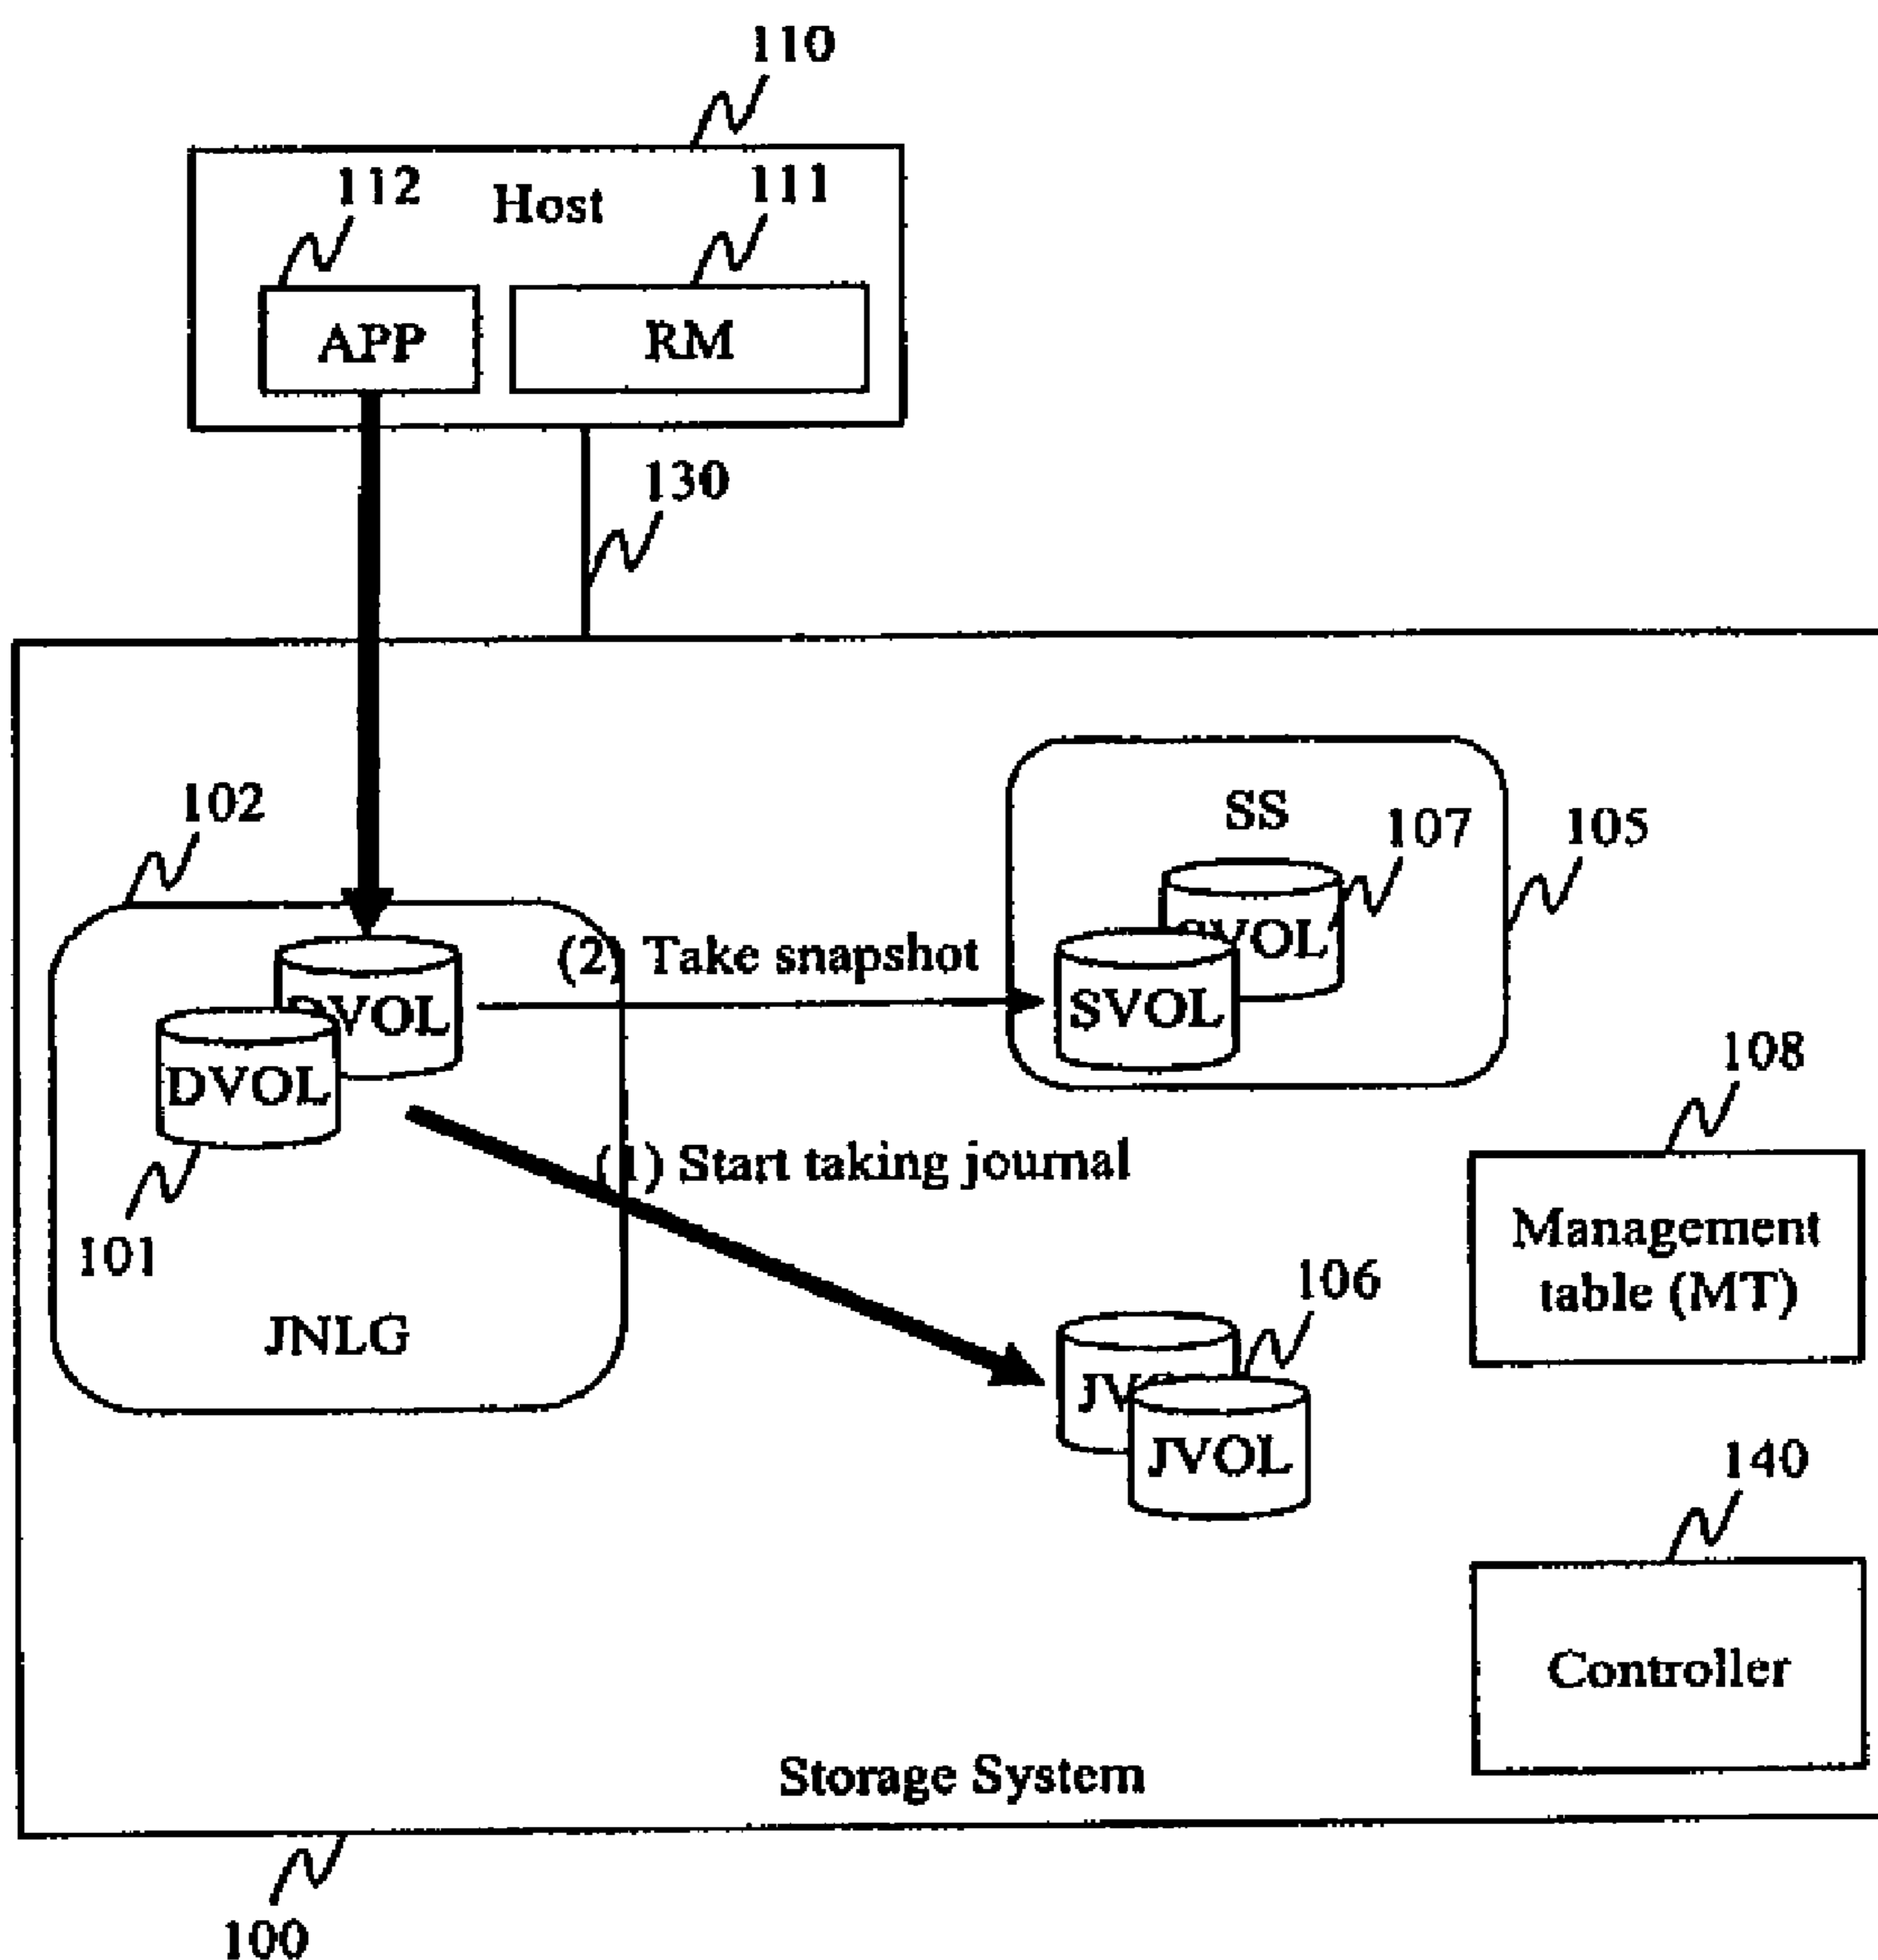 110
112
111
Host
APP
RM
130
102
SS
107
105
(2) Take snapshot
DVOL
SVOL
DVOL
108
(1) Start taking journal
Management
table (MT)
101
106
JNLG
JVOL
140
Controller
Storage System
100